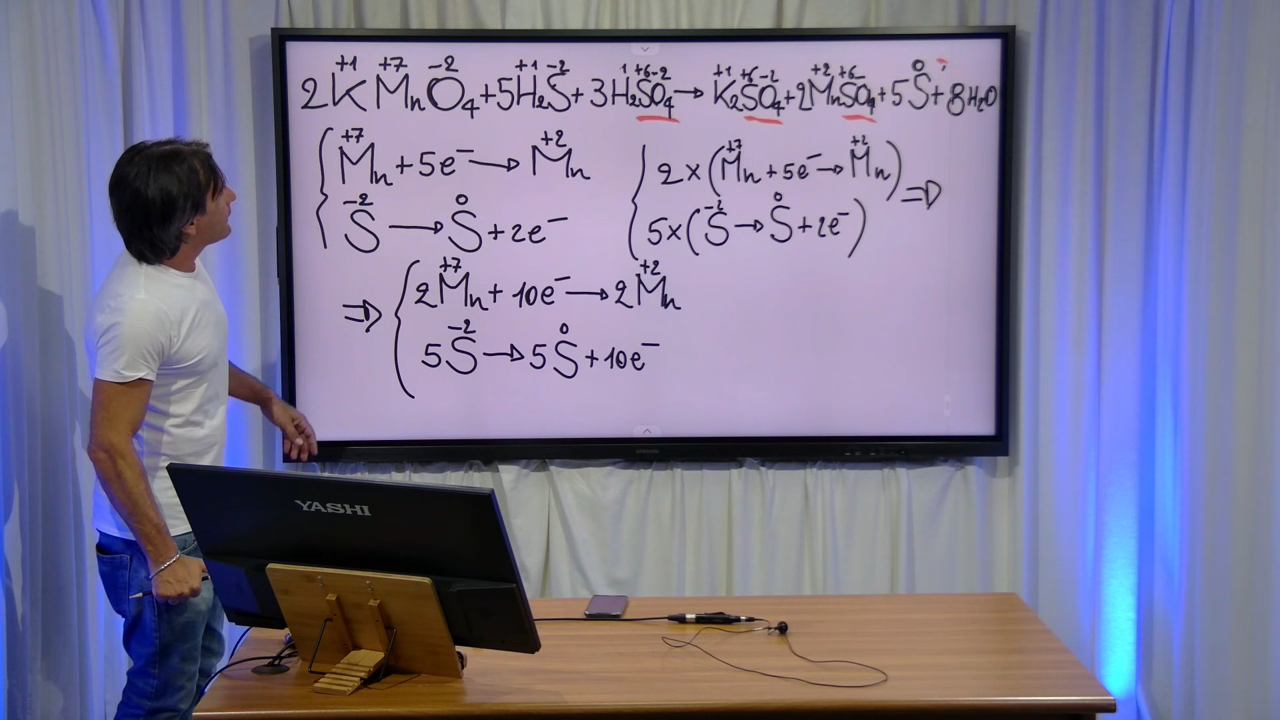 2KMnO₄+5H₂S+3H₂SO₄→K₂SO₄+2MnSO₄+5S+8H₂O
+1 +7 -2 +1 -2 1 +6 -2 +1 +6 -2 +2 +6 0
+7 +2
Mn+5e⁻→Mn
-2 0
S→S+2e⁻
+7 +2
2×(Mn+5e⁻→Mn)
-2 0
5×(S→S+2e⁻)
⇒
+7 +2
⇒ 2Mn+10e⁻→2Mn
-2 0
5S→5S+10e⁻
SAMSUNG
YASHI